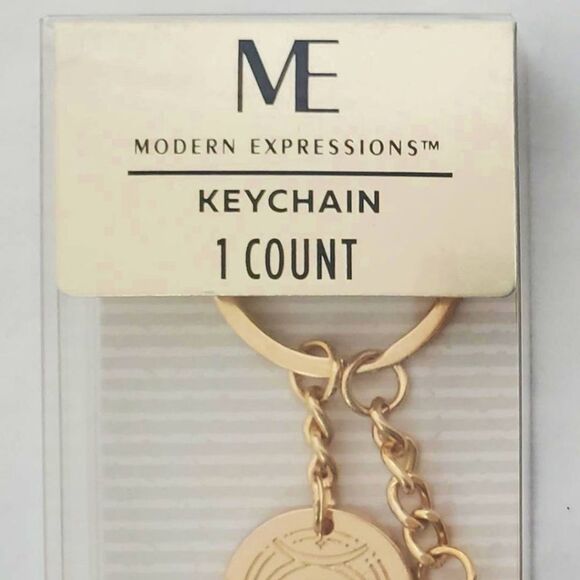 ME
MODERN EXPRESSIONS™
KEYCHAIN
1 COUNT